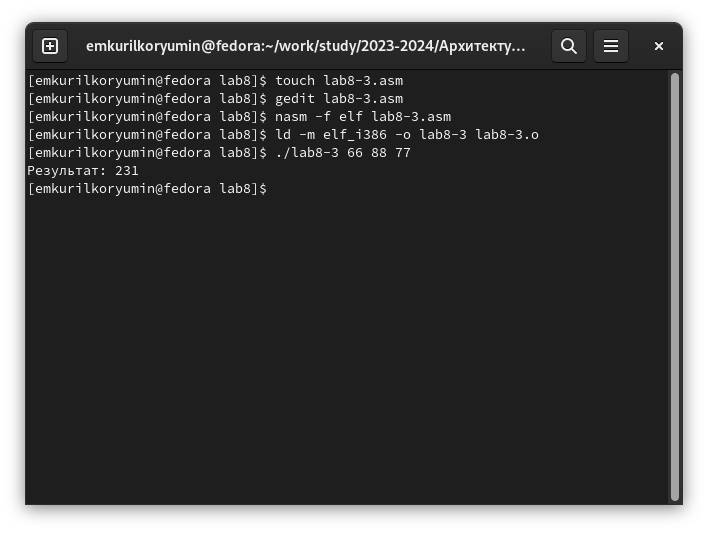 emkurilkoryumin@fedora:~/work/study/2023-2024/Архитекту...
[emkurilkoryumin@fedora lab8]$ touch lab8-3.asm
[emkurilkoryumin@fedora lab8]$ gedit lab8-3.asm
[emkurilkoryumin@fedora lab8]$ nasm -f elf lab8-3.asm
[emkurilkoryumin@fedora lab8]$ ld -m elf_i386 -o lab8-3 lab8-3.o
[emkurilkoryumin@fedora lab8]$ ./lab8-3 66 88 77
Результат: 231
[emkurilkoryumin@fedora lab8]$